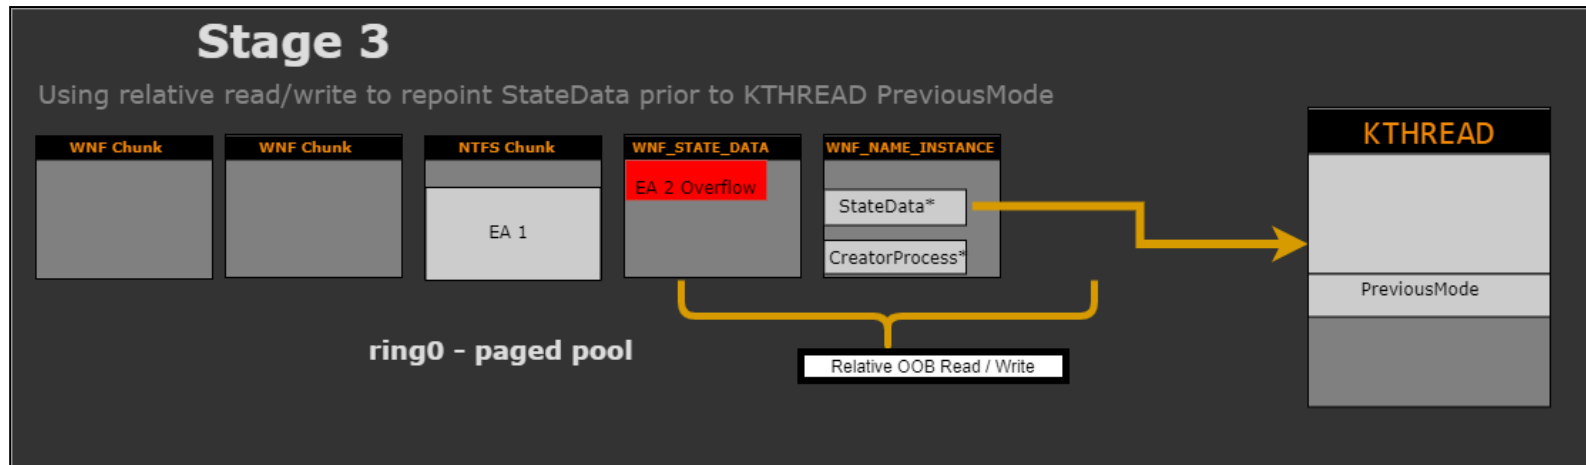 Stage 3
Using relative read/write to repoint StateData prior to KTHREAD PreviousMode
WNF Chunk
WNF Chunk
NTFS Chunk
WNF_STATE_DATA
WNF_NAME_INSTANCE
KTHREAD
EA 2 Overflow
StateData*
EA 1
CreatorProcess*
PreviousMode
ring0 - paged pool
Relative OOB Read / Write